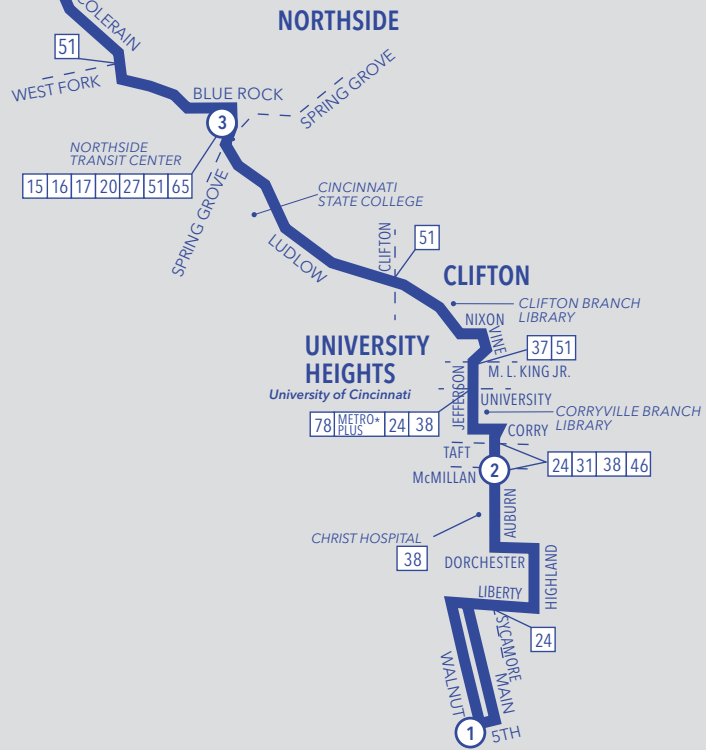 COLERAIN
NORTHSIDE
51
WEST FORK
BLUE ROCK
SPRING GROVE
3
NORTHSIDE
TRANSIT CENTER
15 16 17 20 27 51 65
SPRING GROVE
CINCINNATI
STATE COLLEGE
LUDLOW
CLIFTON
51
CLIFTON
CLIFTON BRANCH
LIBRARY
NIXON
VINE
UNIVERSITY
HEIGHTS
University of Cincinnati
37 51
M. L. KING JR.
JEFFERSON
UNIVERSITY
CORRYVILLE BRANCH
LIBRARY
78 METRO*
PLUS 24 38
CORRY
TAFT
McMILLAN
2
24 31 38 46
AUBURN
CHRIST HOSPITAL
38
DORCHESTER
HIGHLAND
LIBERTY
24
SYCAMORE
WALNUT
MAIN
1
5TH